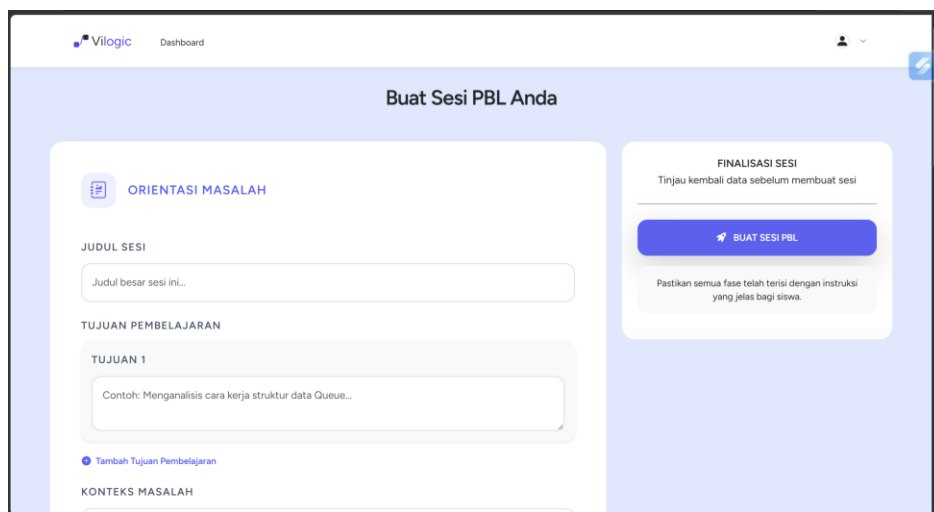 Vilogic
Dashboard
Buat Sesi PBL Anda
ORIENTASI MASALAH
JUDUL SESI
Judul besar sesi ini...
TUJUAN PEMBELAJARAN
TUJUAN 1
Contoh: Menganalisis cara kerja struktur data Queue...
Tambah Tujuan Pembelajaran
KONTEKS MASALAH
FINALISASI SESI
Tinjau kembali data sebelum membuat sesi
BUAT SESI PBL
Pastikan semua fase telah terisi dengan instruksi
yang jelas bagi siswa.